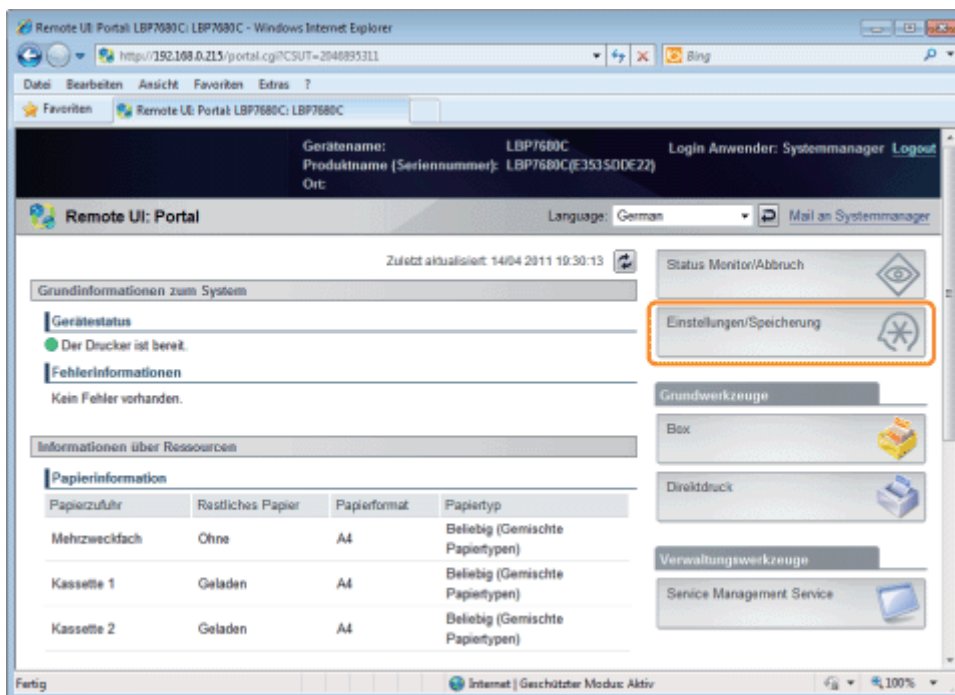 Remote UI: Portal: LBP7680C: LBP7680C - Windows Internet Explorer
http://192.168.0.215/portal.cgi?CSUT=2046895311
Bing
Datei Bearbeiten Ansicht Favoriten Extras ?
Favoriten Remote UI: Portal: LBP7680C: LBP7680C
Gerätename: LBP7680C Login Anwender: Systemmanager Logout
Produktname (Seriennummer): LBP7680C(E353SDDE22)
Ort:
Remote UI: Portal Language: German Mail an Systemmanager
Zuletzt aktualisiert: 14/04 2011 19:30:13
Status Monitor/Abbruch
Grundinformationen zum System
Gerätestatus
Einstellungen/Speicherung
Der Drucker ist bereit.
Fehlerinformationen
Kein Fehler vorhanden.
Grundwerkzeuge
Box
Informationen über Ressourcen
Papierinformation
Direktdruck
Papierzufuhr Restliches Papier Papierformat Papiertyp
Mehrzweckfach Ohne A4 Beliebig (Gemischte
Papiertypen)
Verwaltungswerkzeuge
Kassette 1 Geladen A4 Beliebig (Gemischte
Papiertypen)
Service Management Service
Kassette 2 Geladen A4 Beliebig (Gemischte
Papiertypen)
Fertig Internet | Geschützter Modus: Aktiv 100%